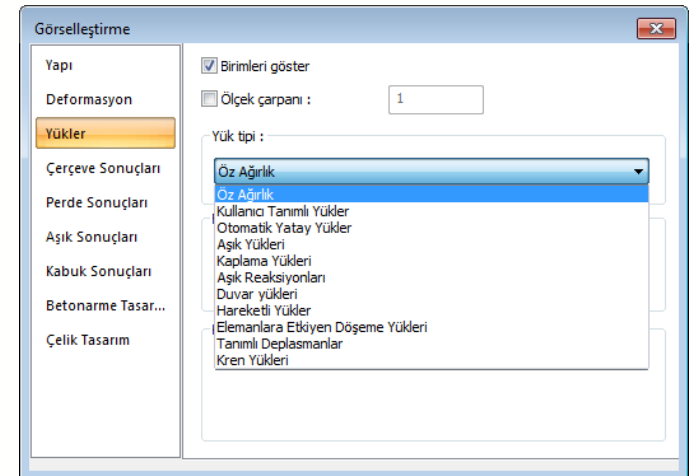 Görselleştirme
Yapı
Deformasyon
Yükler
Çerçeve Sonuçları
Perde Sonuçları
Aşık Sonuçları
Kabuk Sonuçları
Betonarme Tasar...
Çelik Tasarım
Birimleri göster
Ölçek çarpanı :
1
Yük tipi :
Öz Ağırlık
Öz Ağırlık
Kullanıcı Tanımlı Yükler
Otomatik Yatay Yükler
Aşık Yükleri
Kaplama Yükleri
Aşık Reaksiyonları
Duvar yükleri
Hareketli Yükler
Elemanlara Etkiyen Döşeme Yükleri
Tanımlı Deplasmanlar
Kren Yükleri